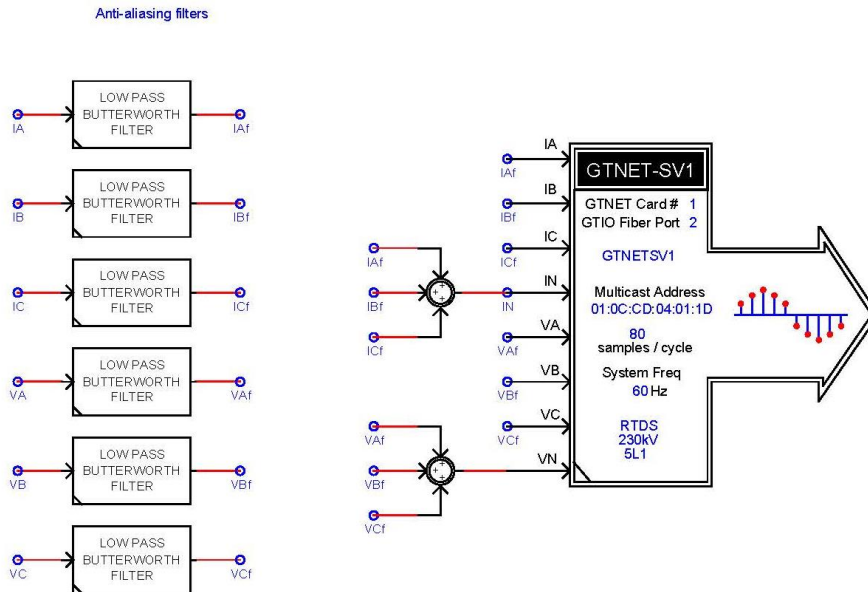 Anti-aliasing filters
LOW PASS
BUTTERWORTH
FILTER
IA
IAf
LOW PASS
BUTTERWORTH
FILTER
IB
IBf
LOW PASS
BUTTERWORTH
FILTER
IC
ICf
LOW PASS
BUTTERWORTH
FILTER
VA
VAf
LOW PASS
BUTTERWORTH
FILTER
VB
VBf
LOW PASS
BUTTERWORTH
FILTER
VC
VCf
IAf
IBf
ICf
+
+
+
VAf
VBf
VCf
+
+
+
IA
IAf
IB
IBf
IC
ICf
IN
IN
VA
VAf
VB
VBf
VC
VCf
VN
GTNET-SV1
GTNET Card # 1
GTIO Fiber Port 2
GTNETSV1
Multicast Address
01:0C:CD:04:01:1D
80
samples / cycle
System Freq
60 Hz
RTDS
230kV
5L1